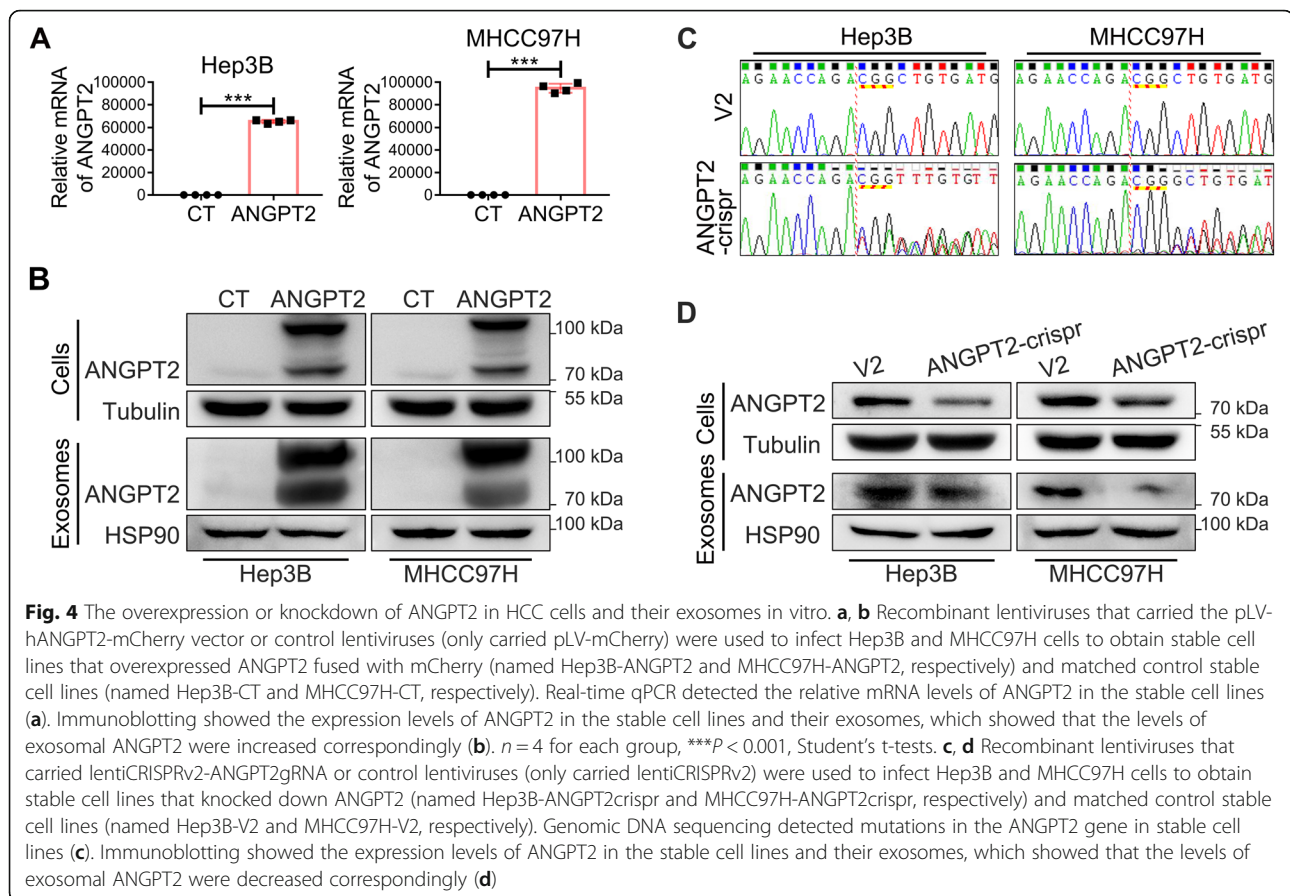 A
Hep3B
Relative mRNA
of ANGPT2
100000
80000
60000
40000
20000
0
***
CT ANGPT2
MHCC97H
Relative mRNA
of ANGPT2
100000
80000
60000
40000
20000
0
***
CT ANGPT2
B
CT ANGPT2 CT ANGPT2
Cells
ANGPT2
100 kDa
70 kDa
Tubulin
55 kDa
Exosomes
ANGPT2
100 kDa
70 kDa
HSP90
100 kDa
Hep3B MHCC97H
C
Hep3B MHCC97H
V2
AGAACCAGACGGCTGTGATG AGAACCAGACGGCTGTGATG
ANGPT2
-crispr
AGAACCAGACGGTTTGTGTT AGAACCAGACGGGCTGTGAT
D
V2 ANGPT2-crispr V2 ANGPT2-crispr
Cells
ANGPT2
70 kDa
Tubulin
55 kDa
Exosomes
ANGPT2
70 kDa
HSP90
100 kDa
Hep3B MHCC97H
Fig. 4 The overexpression or knockdown of ANGPT2 in HCC cells and their exosomes in vitro. a, b Recombinant lentiviruses that carried the pLV-
hANGPT2-mCherry vector or control lentiviruses (only carried pLV-mCherry) were used to infect Hep3B and MHCC97H cells to obtain stable cell
lines that overexpressed ANGPT2 fused with mCherry (named Hep3B-ANGPT2 and MHCC97H-ANGPT2, respectively) and matched control stable
cell lines (named Hep3B-CT and MHCC97H-CT, respectively). Real-time qPCR detected the relative mRNA levels of ANGPT2 in the stable cell lines
(a). Immunoblotting showed the expression levels of ANGPT2 in the stable cell lines and their exosomes, which showed that the levels of
exosomal ANGPT2 were increased correspondingly (b). n = 4 for each group, ***P < 0.001, Student's t-tests. c, d Recombinant lentiviruses that
carried lentiCRISPRv2-ANGPT2gRNA or control lentiviruses (only carried lentiCRISPRv2) were used to infect Hep3B and MHCC97H cells to obtain
stable cell lines that knocked down ANGPT2 (named Hep3B-ANGPT2crispr and MHCC97H-ANGPT2crispr, respectively) and matched control stable
cell lines (named Hep3B-V2 and MHCC97H-V2, respectively). Genomic DNA sequencing detected mutations in the ANGPT2 gene in stable cell
lines (c). Immunoblotting showed the expression levels of ANGPT2 in the stable cell lines and their exosomes, which showed that the levels of
exosomal ANGPT2 were decreased correspondingly (d)